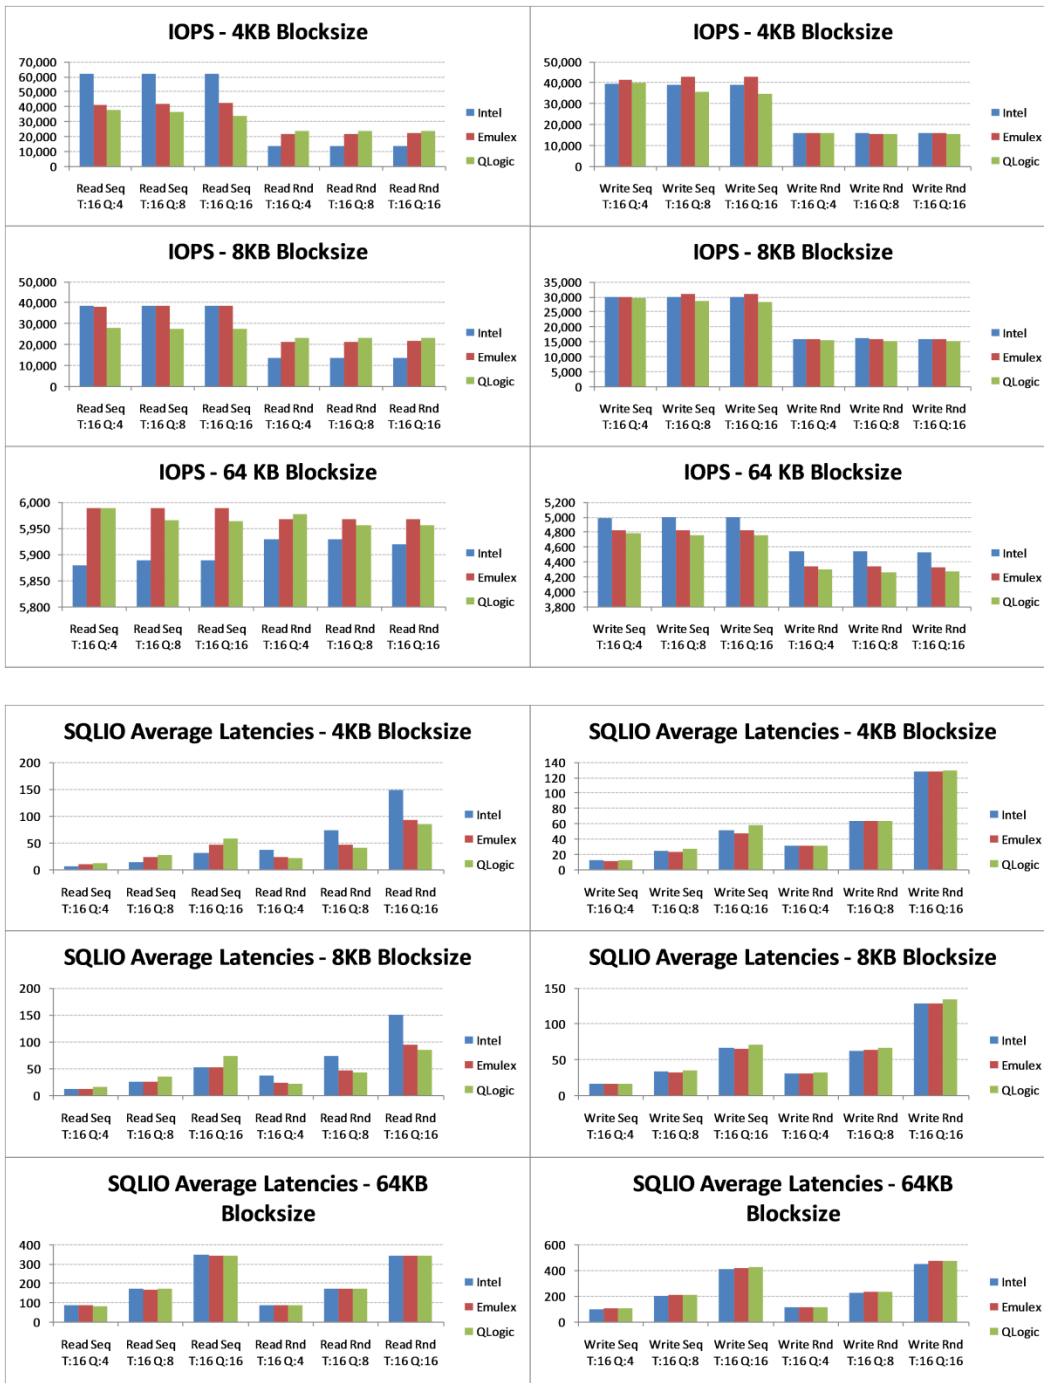 IOPS - 4KB Blocksize
70,000
60,000
50,000
40,000
30,000
20,000
10,000
0
Read Seq Read Seq Read Seq Read Rnd Read Rnd Read Rnd
T:16 Q:4 T:16 Q:8 T:16 Q:16 T:16 Q:4 T:16 Q:8 T:16 Q:16
Intel
Emulex
QLogic
IOPS - 4KB Blocksize
50,000
40,000
30,000
20,000
10,000
0
Write Seq Write Seq Write Seq Write Rnd Write Rnd Write Rnd
T:16 Q:4 T:16 Q:8 T:16 Q:16 T:16 Q:4 T:16 Q:8 T:16 Q:16
Intel
Emulex
QLogic
IOPS - 8KB Blocksize
50,000
40,000
30,000
20,000
10,000
0
Read Seq Read Seq Read Seq Read Rnd Read Rnd Read Rnd
T:16 Q:4 T:16 Q:8 T:16 Q:16 T:16 Q:4 T:16 Q:8 T:16 Q:16
Intel
Emulex
QLogic
IOPS - 8KB Blocksize
35,000
30,000
25,000
20,000
15,000
10,000
5,000
0
Write Seq Write Seq Write Seq Write Rnd Write Rnd Write Rnd
T:16 Q:4 T:16 Q:8 T:16 Q:16 T:16 Q:4 T:16 Q:8 T:16 Q:16
Intel
Emulex
QLogic
IOPS - 64 KB Blocksize
6,000
5,950
5,900
5,850
5,800
Read Seq Read Seq Read Seq Read Rnd Read Rnd Read Rnd
T:16 Q:4 T:16 Q:8 T:16 Q:16 T:16 Q:4 T:16 Q:8 T:16 Q:16
Intel
Emulex
QLogic
IOPS - 64 KB Blocksize
5,200
5,000
4,800
4,600
4,400
4,200
4,000
3,800
Write Seq Write Seq Write Seq Write Rnd Write Rnd Write Rnd
T:16 Q:4 T:16 Q:8 T:16 Q:16 T:16 Q:4 T:16 Q:8 T:16 Q:16
Intel
Emulex
QLogic
SQLIO Average Latencies - 4KB Blocksize
200
150
100
50
0
Read Seq Read Seq Read Seq Read Rnd Read Rnd Read Rnd
T:16 Q:4 T:16 Q:8 T:16 Q:16 T:16 Q:4 T:16 Q:8 T:16 Q:16
Intel
Emulex
QLogic
SQLIO Average Latencies - 4KB Blocksize
140
120
100
80
60
40
20
0
Write Seq Write Seq Write Seq Write Rnd Write Rnd Write Rnd
T:16 Q:4 T:16 Q:8 T:16 Q:16 T:16 Q:4 T:16 Q:8 T:16 Q:16
Intel
Emulex
QLogic
SQLIO Average Latencies - 8KB Blocksize
200
150
100
50
0
Read Seq Read Seq Read Seq Read Rnd Read Rnd Read Rnd
T:16 Q:4 T:16 Q:8 T:16 Q:16 T:16 Q:4 T:16 Q:8 T:16 Q:16
Intel
Emulex
QLogic
SQLIO Average Latencies - 8KB Blocksize
150
100
50
0
Write Seq Write Seq Write Seq Write Rnd Write Rnd Write Rnd
T:16 Q:4 T:16 Q:8 T:16 Q:16 T:16 Q:4 T:16 Q:8 T:16 Q:16
Intel
Emulex
QLogic
SQLIO Average Latencies - 64KB
Blocksize
400
300
200
100
0
Read Seq Read Seq Read Seq Read Rnd Read Rnd Read Rnd
T:16 Q:4 T:16 Q:8 T:16 Q:16 T:16 Q:4 T:16 Q:8 T:16 Q:16
Intel
Emulex
QLogic
SQLIO Average Latencies - 64KB
Blocksize
600
400
200
0
Write Seq Write Seq Write Seq Write Rnd Write Rnd Write Rnd
T:16 Q:4 T:16 Q:8 T:16 Q:16 T:16 Q:4 T:16 Q:8 T:16 Q:16
Intel
Emulex
QLogic